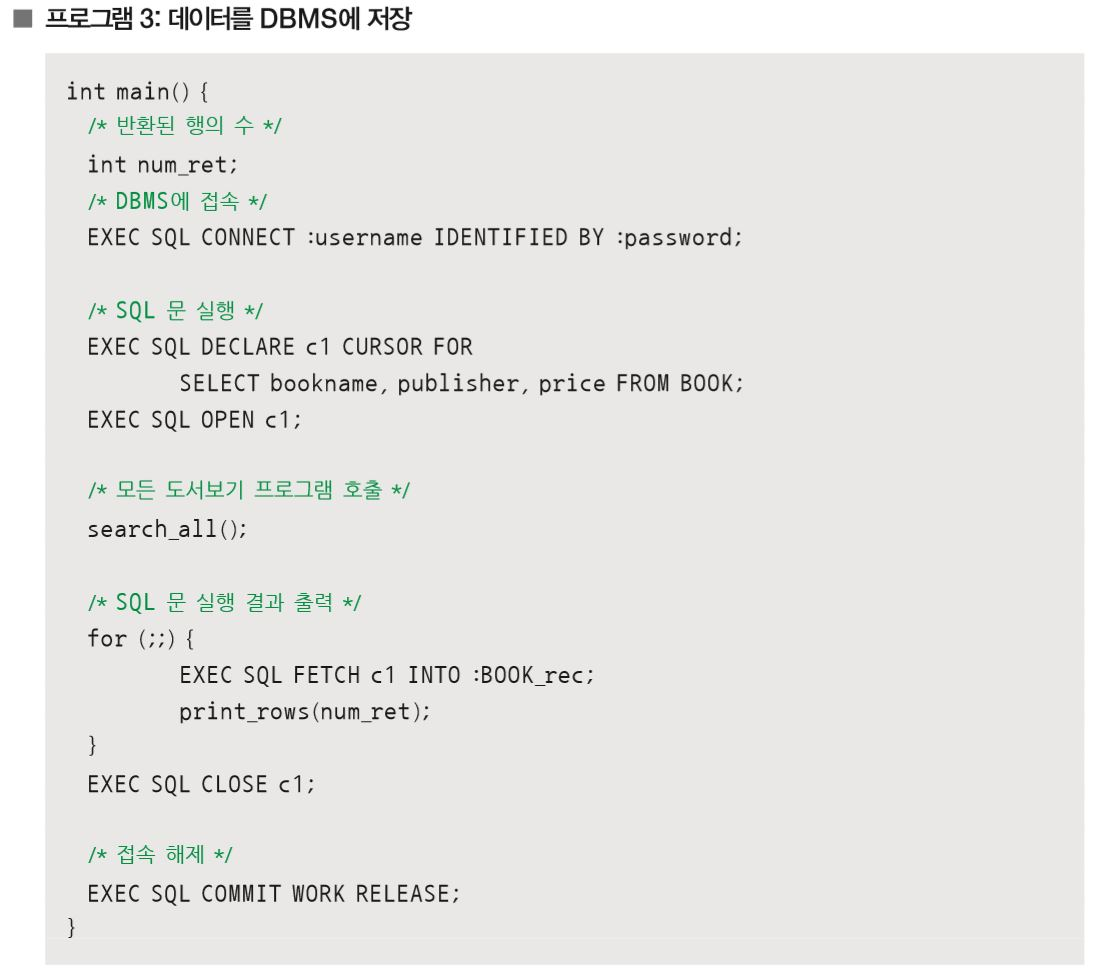 ■ 프로그램 3: 데이터를 DBMS에 저장
int main() {
/* 반환된 행의 수 */
int num_ret;
/* DBMS에 접속 */
EXEC SQL CONNECT :username IDENTIFIED BY :password;
/* SQL 문 실행 */
EXEC SQL DECLARE c1 CURSOR FOR
SELECT bookname, publisher, price FROM BOOK;
EXEC SQL OPEN c1;
/* 모든 도서보기 프로그램 호출 */
search_all();
/* SQL 문 실행 결과 출력 */
for (;;) {
EXEC SQL FETCH c1 INTO :BOOK_rec;
print_rows(num_ret);
}
EXEC SQL CLOSE c1;
/* 접속 해제 */
EXEC SQL COMMIT WORK RELEASE;
}